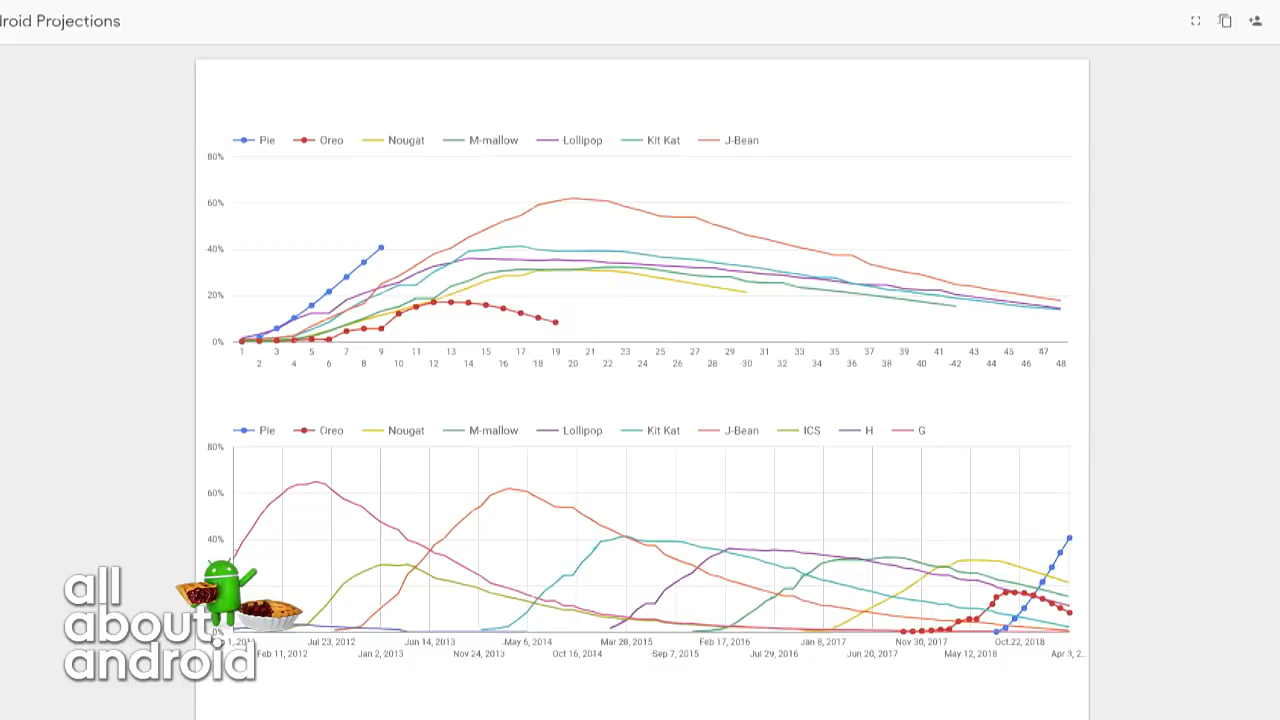 droid Projections
Pie Oreo Nougat M-mallow Lollipop Kit Kat J-Bean
80%
60%
40%
20%
0%
1 3 5 7 9 11 13 15 17 19 21 23 25 27 29 31 33 35 37 39 41 43 45 47
2 4 6 8 10 12 14 16 18 20 22 24 26 28 30 32 34 36 38 40 42 44 46 48
Pie Oreo Nougat M-mallow Lollipop Kit Kat J-Bean ICS H G
80%
60%
40%
0%
Jul 23, 2012 Jun 14, 2013 May 6, 2014 Mar 28, 2015 Feb 17, 2016 Jan 8, 2017 Nov 30, 2017 Oct 22, 2018
Feb 11, 2012 Jan 2, 2013 Nov 24, 2013 Oct 16, 2014 Sep 7, 2015 Jul 29, 2016 Jun 20, 2017 May 12, 2018 Apr 3, 2...
all
about
android